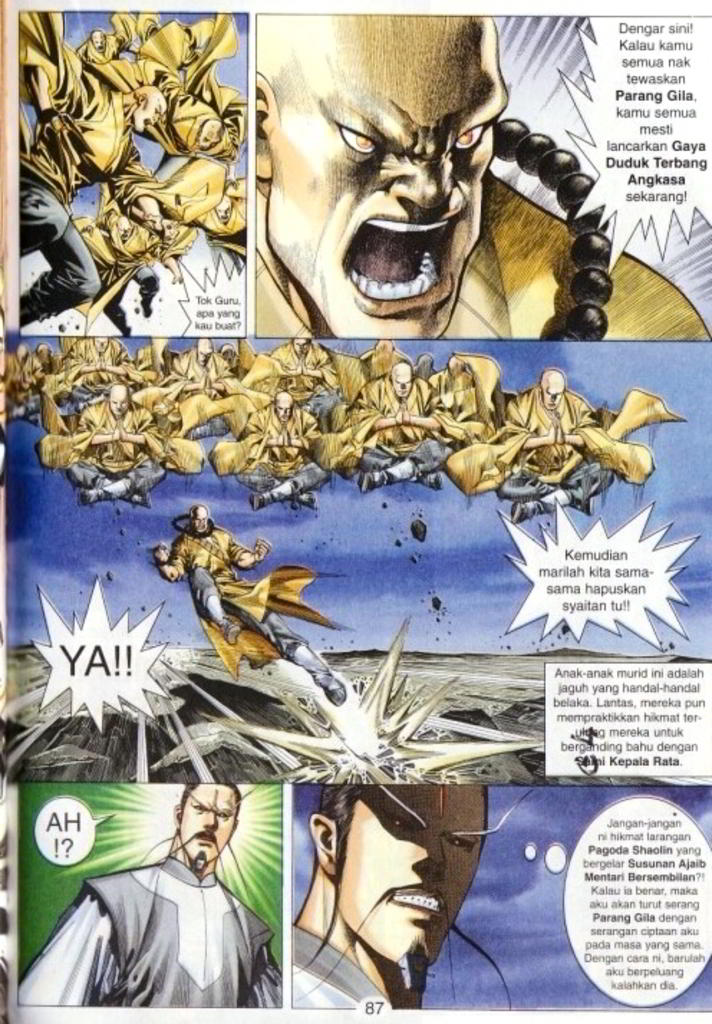 Tok Guru,
apa yang
kau buat?
Dengar sini!
Kalau kamu
semua nak
tewaskan
Parang Gila,
kamu semua
mesti
lancarkan Gaya
Duduk Terbang
Angkasa
sekarang!
Kemudian
marilah kita sama-
sama hapuskan
syaitan tu!!
YA!!
Anak-anak murid ini adalah
jaguh yang handal-handal
belaka. Lantas, mereka pun
mempraktikkan hikmat ter-
ulung mereka untuk
berganding bahu dengan
Kepala Rata.
AH
!?
Jangan-jangan
ni hikmat larangan
Pagoda Shaolin yang
bergelar Susunan Ajaib
Mentari Bersembilan?!
Kalau ia benar, maka
aku akan turut serang
Parang Gila dengan
serangan ciptaan aku
pada masa yang sama.
Dengan cara ni, barulah
aku berpeluang
kalahkan dia.
87